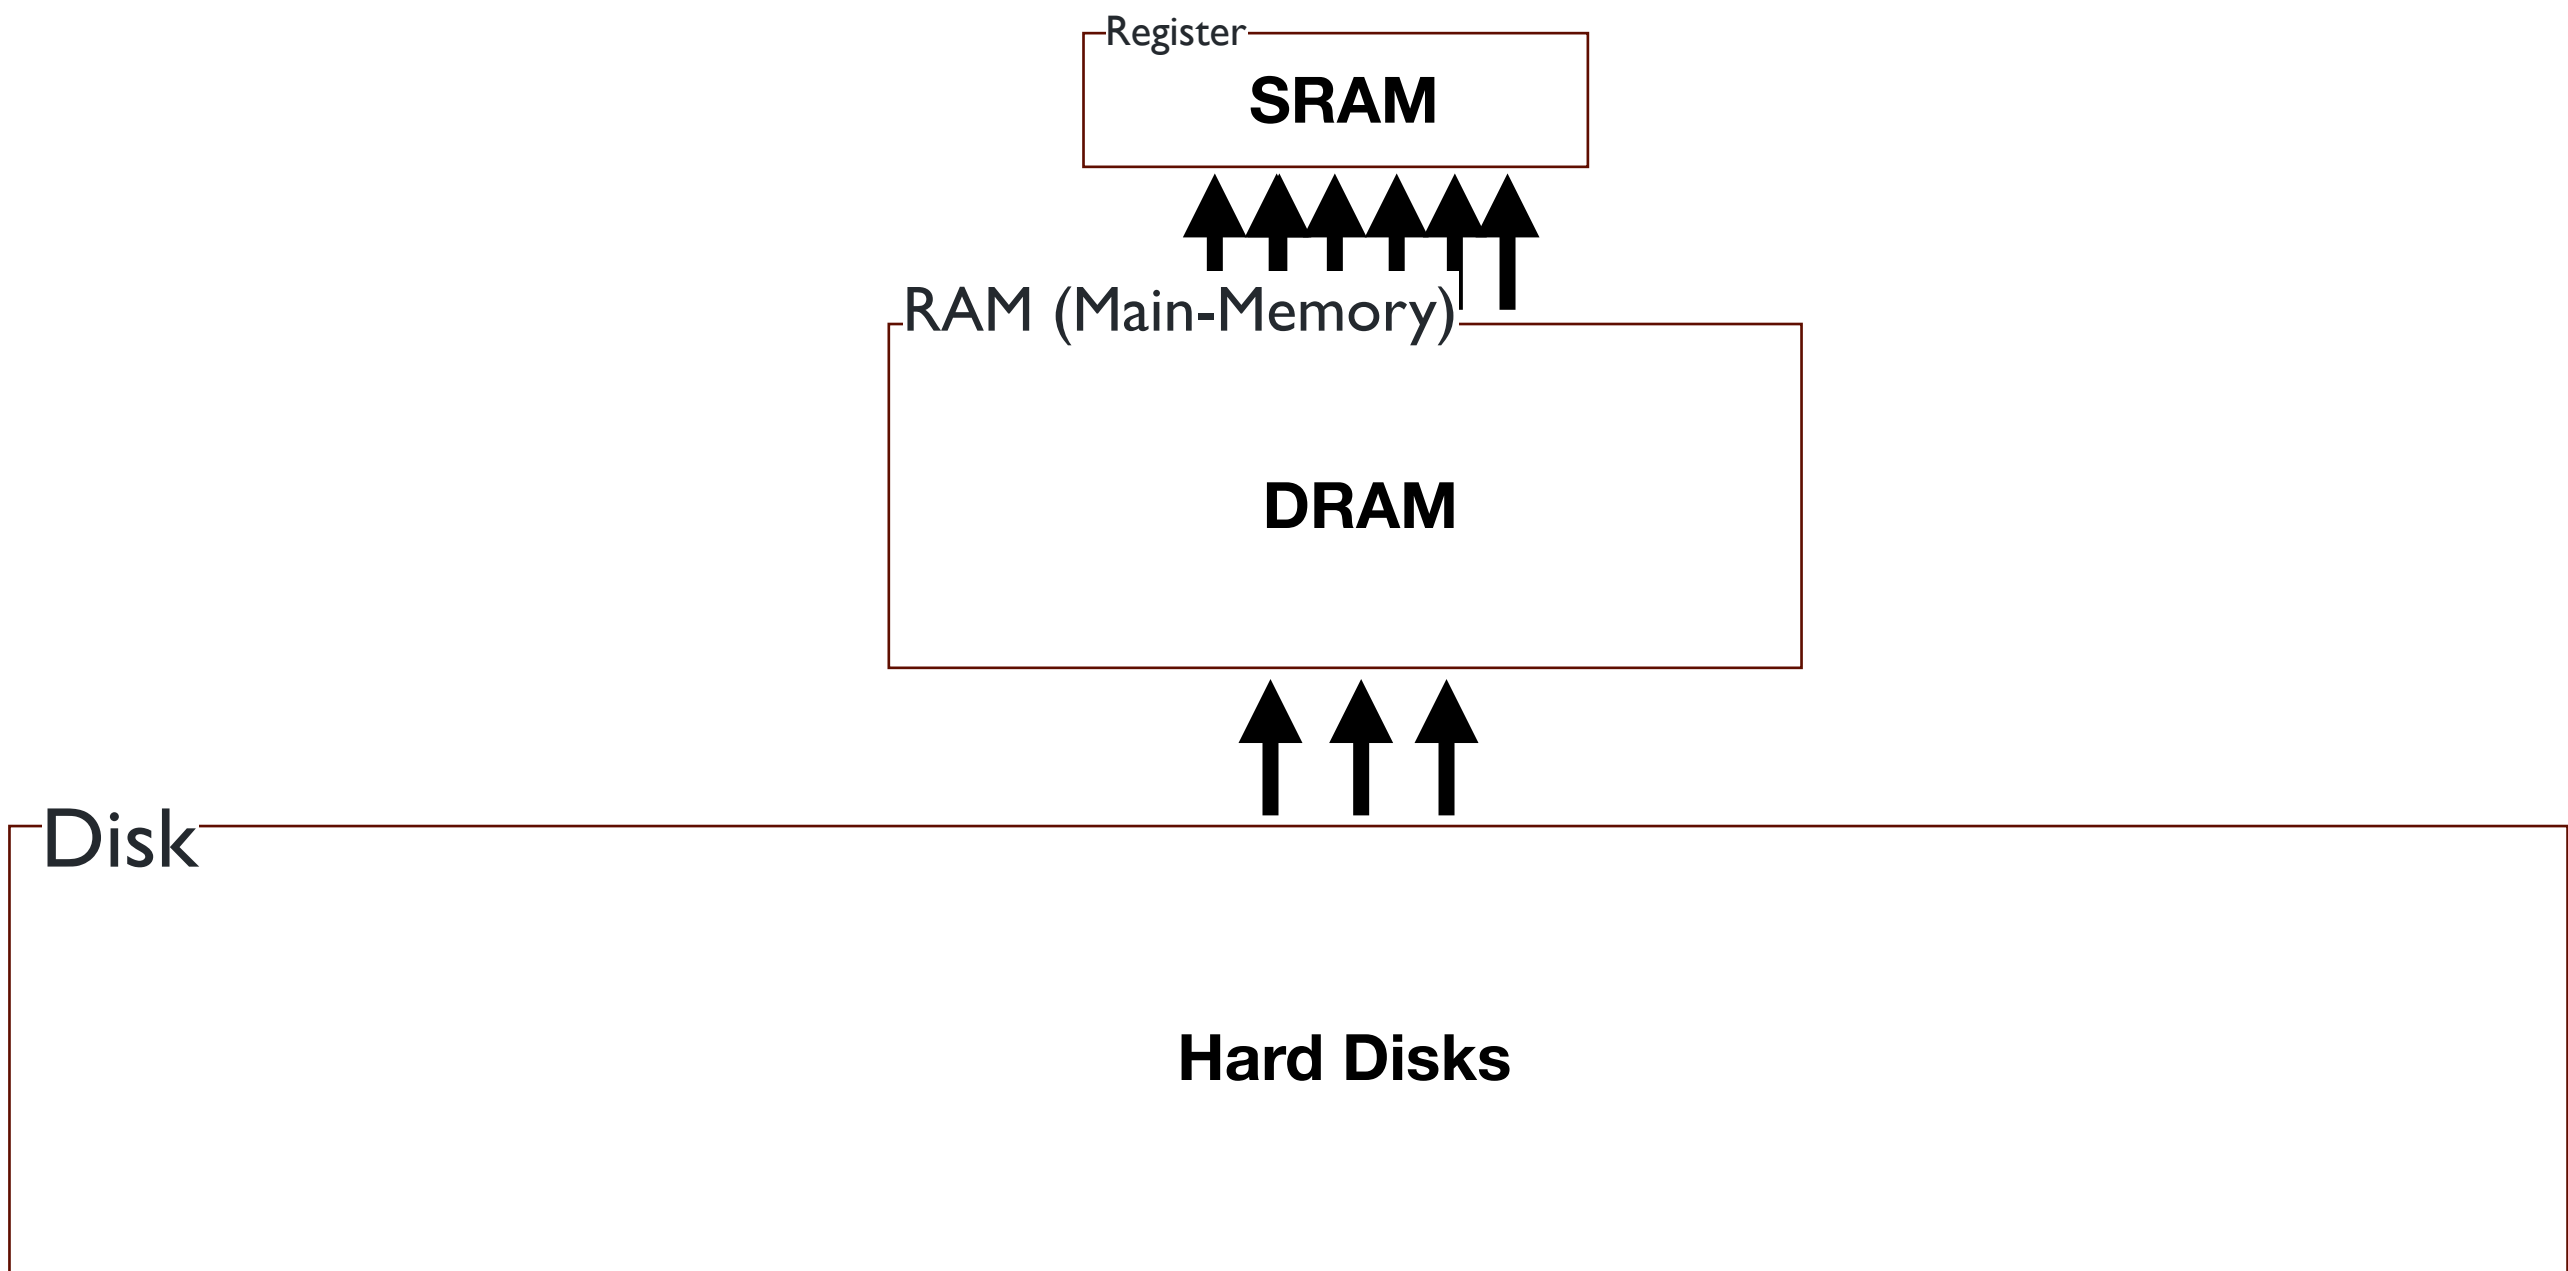 Register
SRAM
RAM (Main-Memory)
DRAM
Disk
Hard Disks